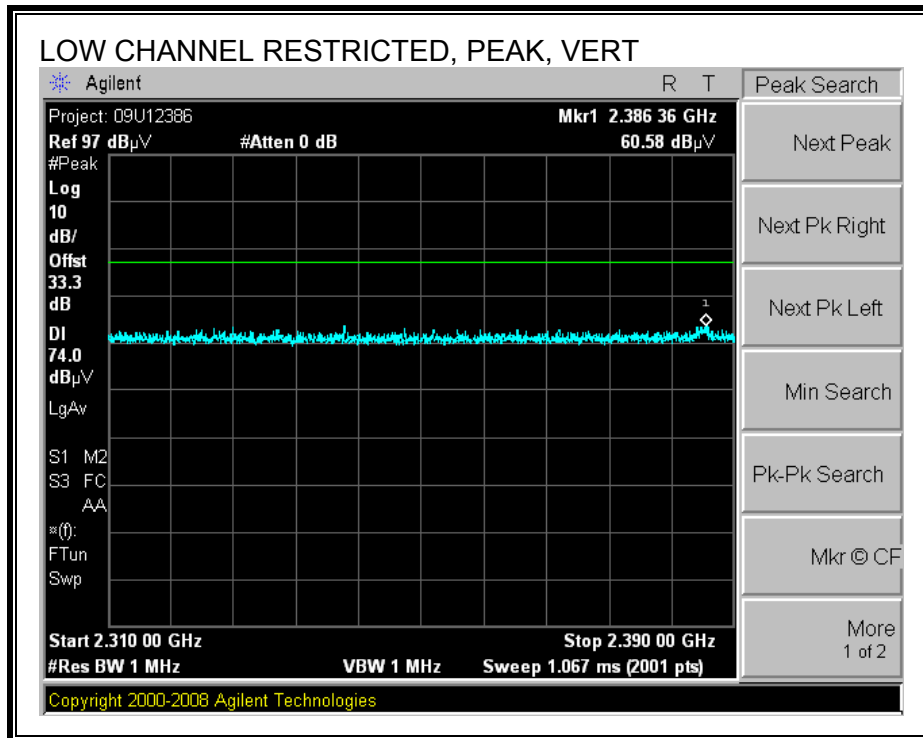 LOW CHANNEL RESTRICTED, PEAK, VERT
Agilent R T Peak Search
Project: 09U12386 Mkr1 2.386 36 GHz
Ref 97 dBµV #Atten 0 dB 60.58 dBµV
#Peak
Log
10
dB/
Offst
33.3
dB
DI
74.0
dBµV
LgAv
S1 M2
S3 FC
AA
¤(f):
FTun
Swp
1
Start 2.310 00 GHz Stop 2.390 00 GHz
#Res BW 1 MHz VBW 1 MHz Sweep 1.067 ms (2001 pts)
Copyright 2000-2008 Agilent Technologies
Next Peak
Next Pk Right
Next Pk Left
Min Search
Pk-Pk Search
Mkr © CF
More
1 of 2